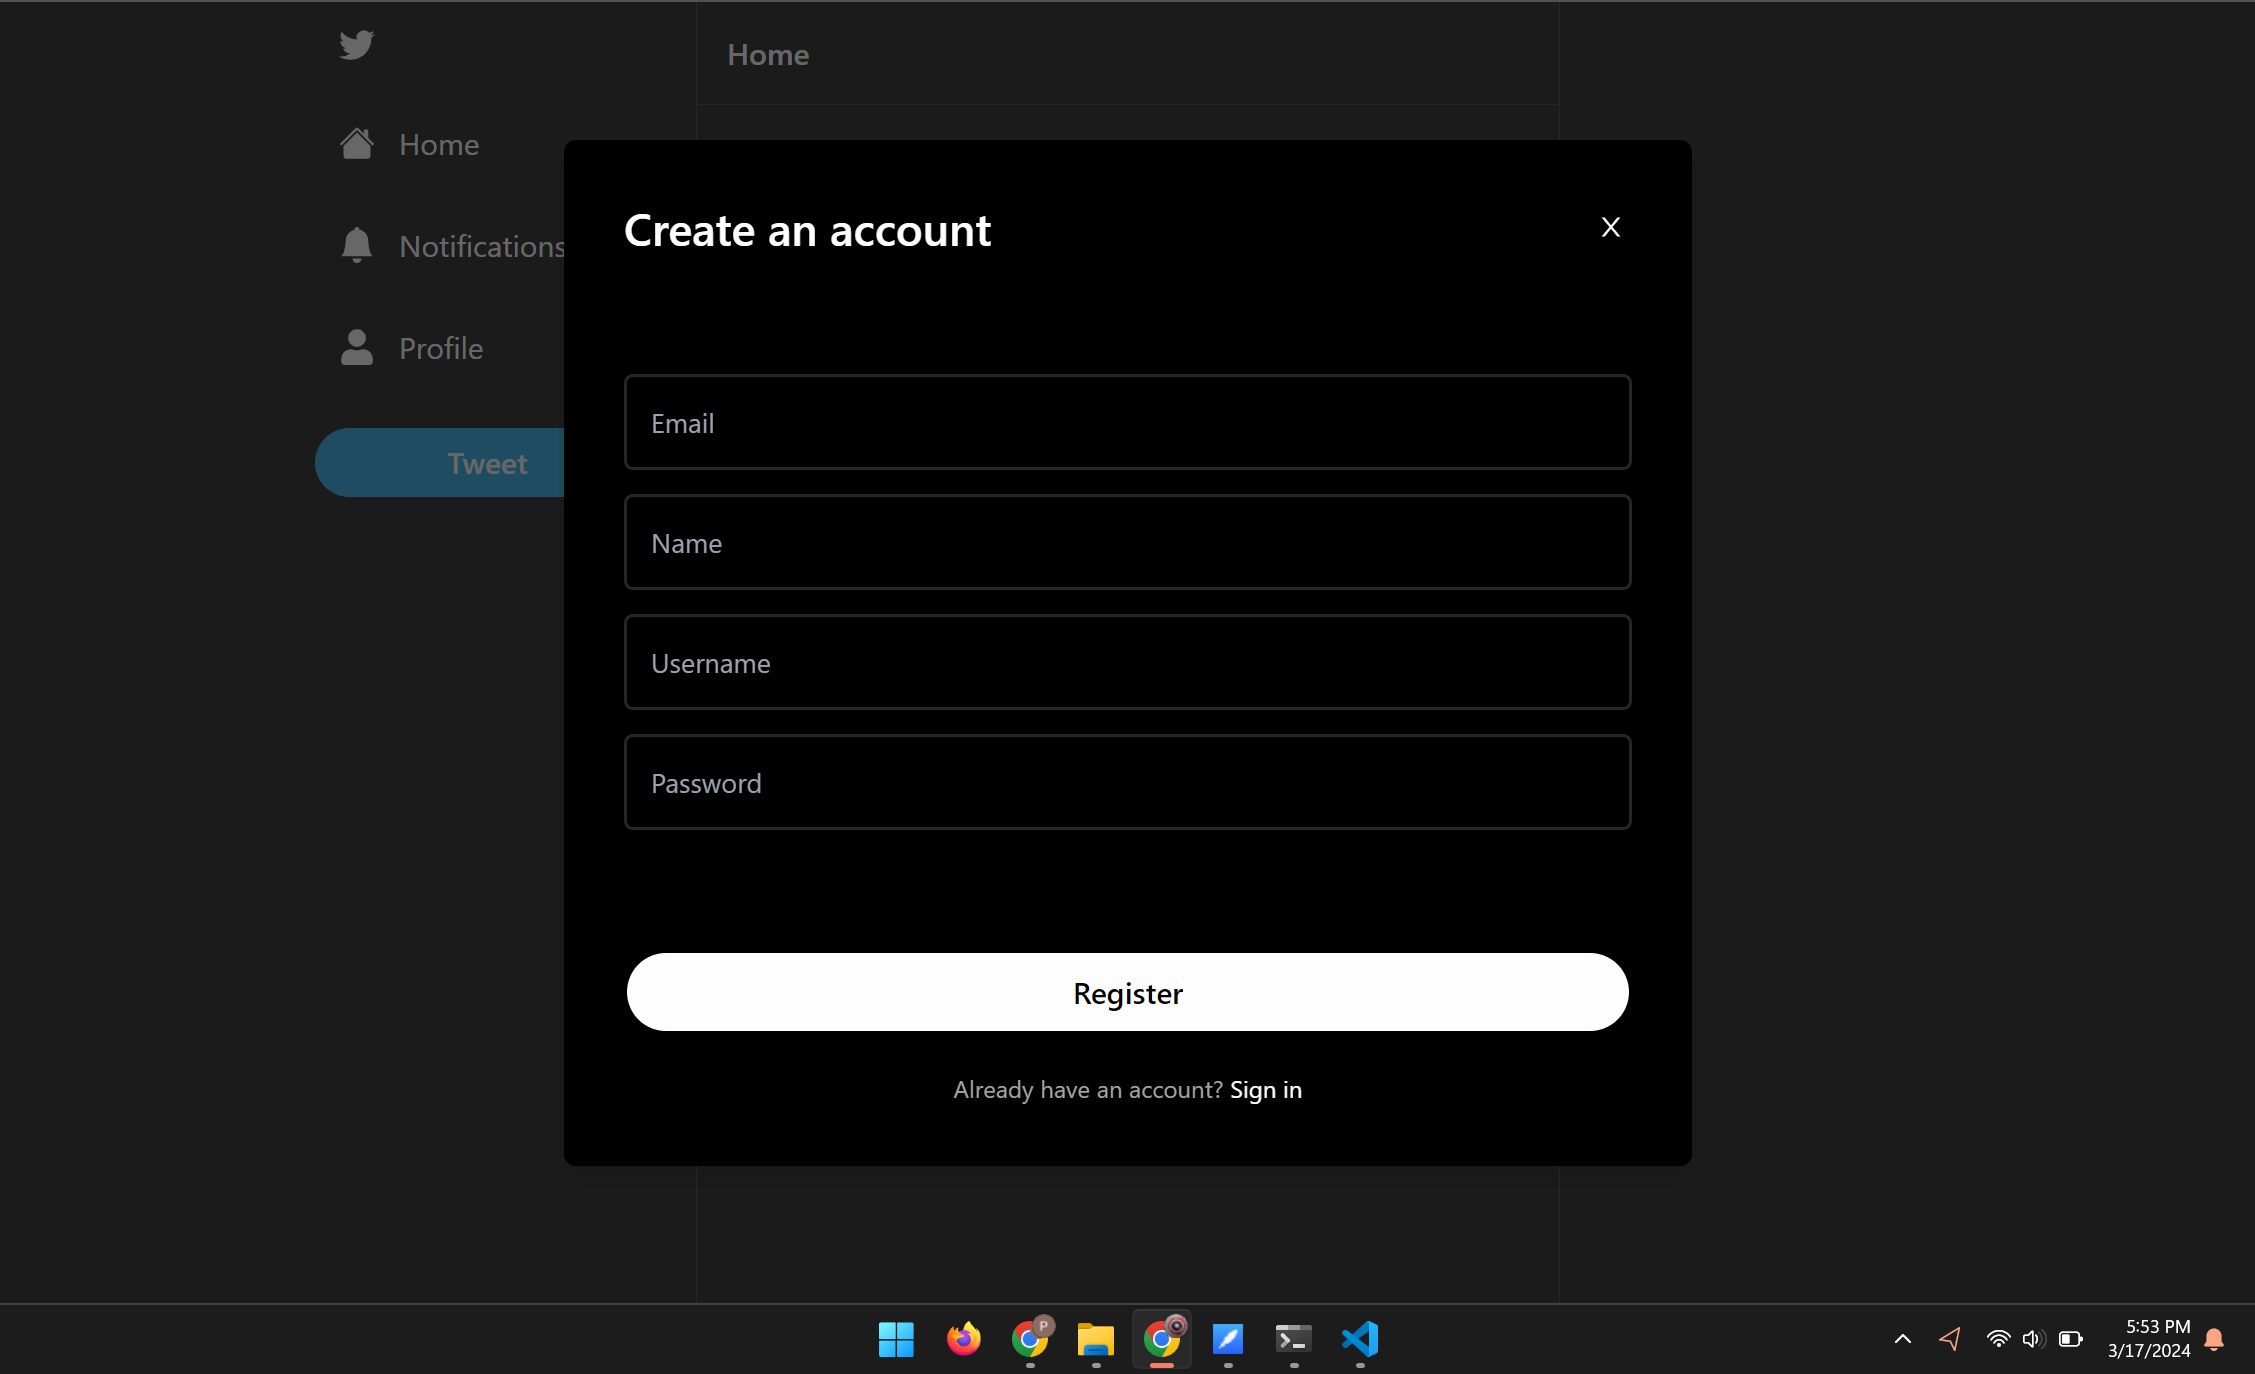 Home
Home
Notifications
Profile
Tweet
Create an account
X
Email
Name
Username
Password
Register
Already have an account? Sign in
P
5:53 PM
3/17/2024